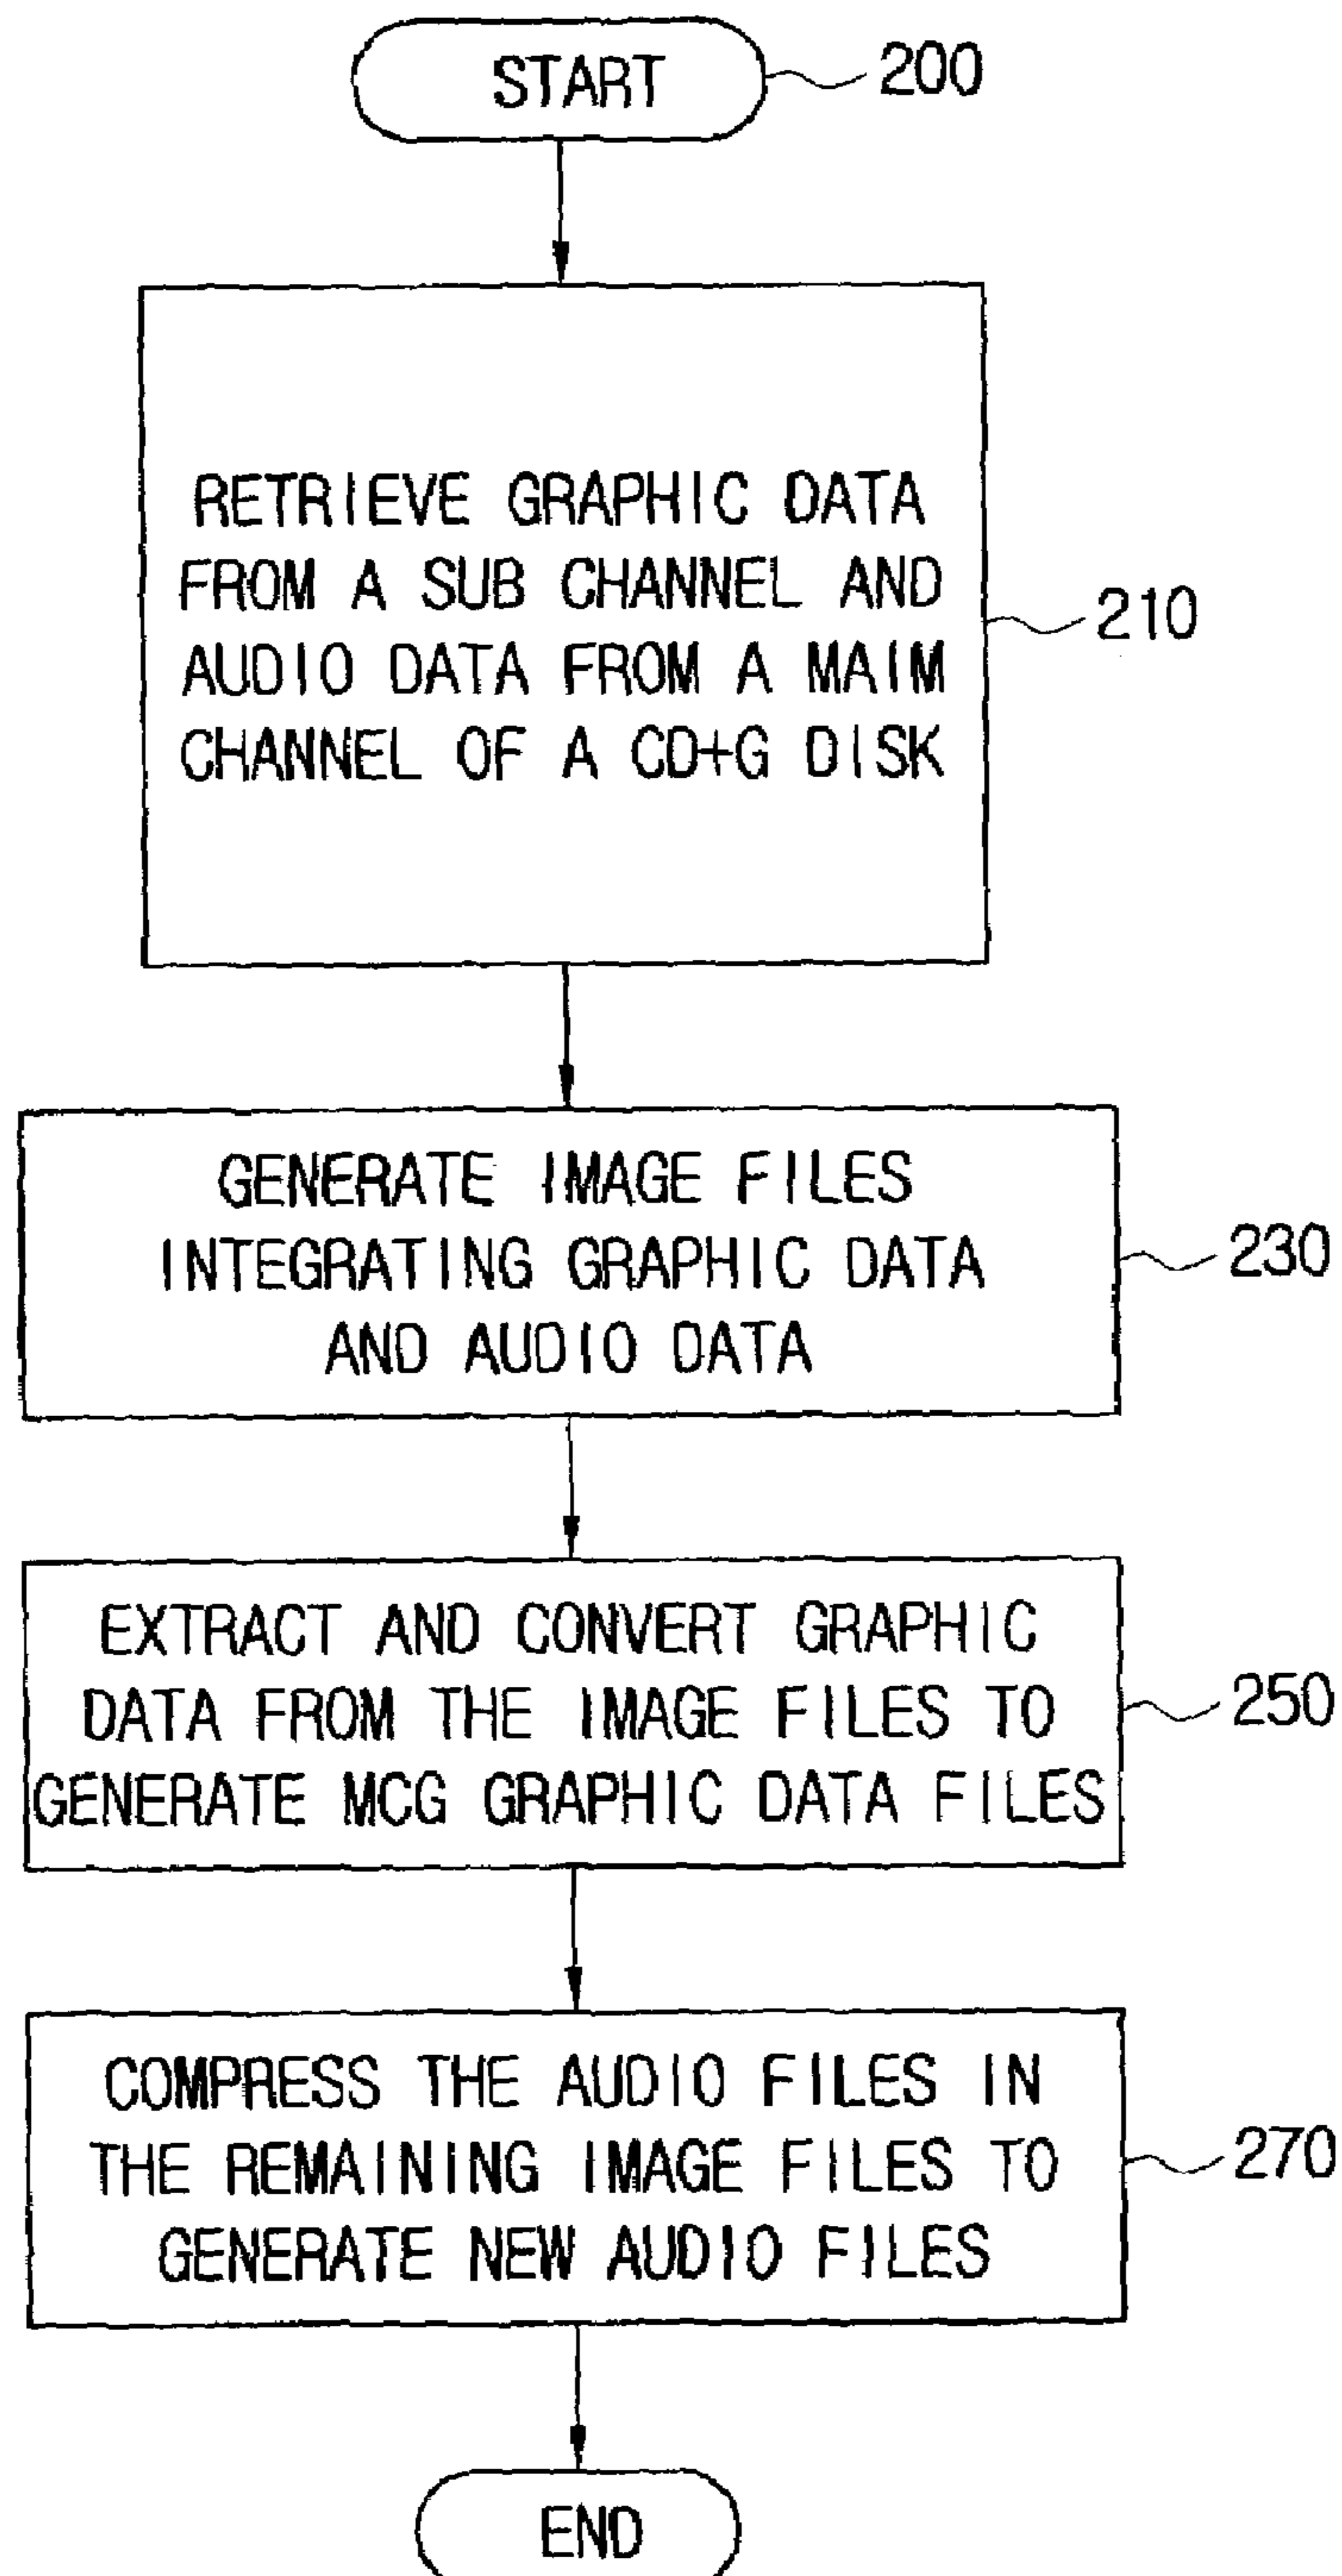 START
200
RETRIEVE GRAPHIC DATA
FROM A SUB CHANNEL AND
AUDIO DATA FROM A MAIM
CHANNEL OF A CD+G DISK
210
GENERATE IMAGE FILES
INTEGRATING GRAPHIC DATA
AND AUDIO DATA
230
EXTRACT AND CONVERT GRAPHIC
DATA FROM THE IMAGE FILES TO
GENERATE MCG GRAPHIC DATA FILES
250
COMPRESS THE AUDIO FILES IN
THE REMAINING IMAGE FILES TO
GENERATE NEW AUDIO FILES
270
END